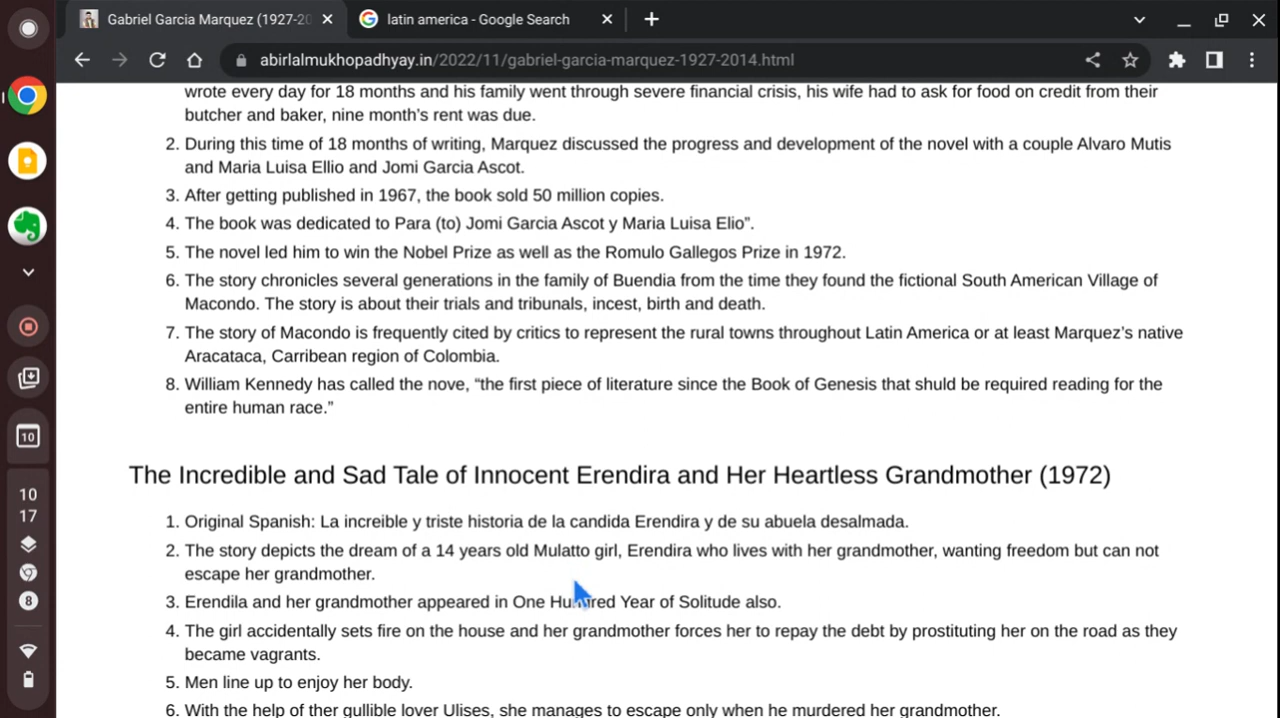 Gabriel Garcia Marquez (1927-20
latin america - Google Search
abirlalmukhopadhyay.in/2022/11/gabriel-garcia-marquez-1927-2014.html
wrote every day for 18 months and his family went through severe financial crisis, his wife had to ask for food on credit from their
butcher and baker, nine month's rent was due.
2. During this time of 18 months of writing, Marquez discussed the progress and development of the novel with a couple Alvaro Mutis
and Maria Luisa Ellio and Jomi Garcia Ascot.
3. After getting published in 1967, the book sold 50 million copies.
4. The book was dedicated to Para (to) Jomi Garcia Ascot y Maria Luisa Elio”.
5. The novel led him to win the Nobel Prize as well as the Romulo Gallegos Prize in 1972.
6. The story chronicles several generations in the family of Buendia from the time they found the fictional South American Village of
Macondo. The story is about their trials and tribunals, incest, birth and death.
7. The story of Macondo is frequently cited by critics to represent the rural towns throughout Latin America or at least Marquez’s native
Aracataca, Carribean region of Colombia.
8. William Kennedy has called the nove, “the first piece of literature since the Book of Genesis that shuld be required reading for the
entire human race.”
The Incredible and Sad Tale of Innocent Erendira and Her Heartless Grandmother (1972)
1. Original Spanish: La increible y triste historia de la candida Erendira y de su abuela desalmada.
2. The story depicts the dream of a 14 years old Mulatto girl, Erendira who lives with her grandmother, wanting freedom but can not
escape her grandmother.
3. Erendila and her grandmother appeared in One Hundred Year of Solitude also.
4. The girl accidentally sets fire on the house and her grandmother forces her to repay the debt by prostituting her on the road as they
became vagrants.
5. Men line up to enjoy her body.
6. With the help of ther gullible lover Ulises, she manages to escape only when he murdered her grandmother.
10
10
17
8